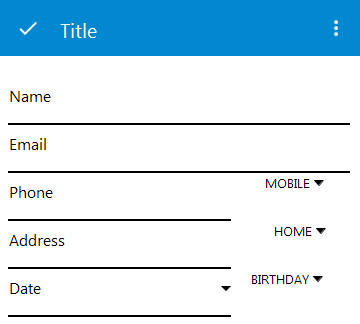 Title
Name
Email
Phone
MOBILE
Address
HOME
Date
BIRTHDAY